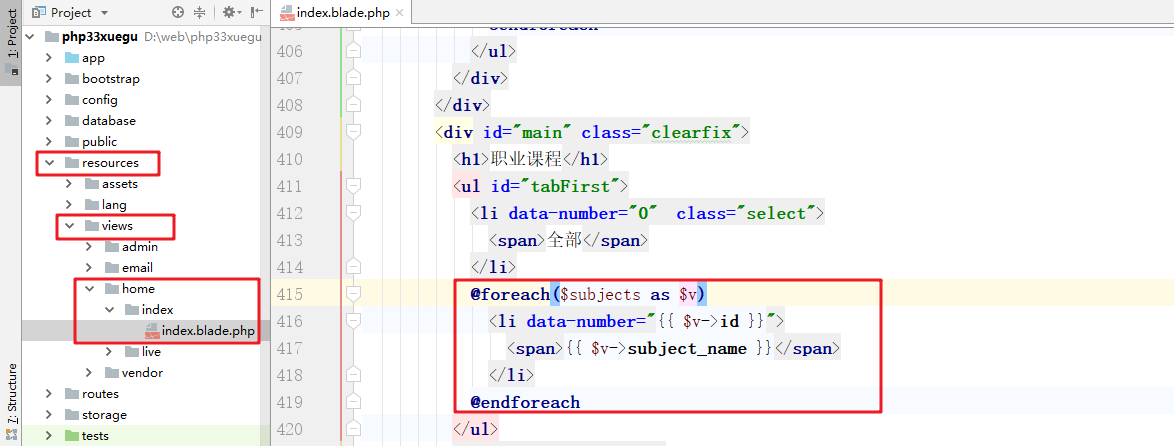 1: Project
7: Structure
Project
php33xuegu D:\web\php33xuegu
app
bootstrap
config
database
public
resources
assets
lang
views
admin
email
home
index
index.blade.php
live
vendor
routes
storage
tests
index.blade.php
406 </ul>
407 </div>
408 </div>
409 <div id="main" class="clearfix">
410 <h1>职业课程</h1>
411 <ul id="tabFirst">
412 <li data-number="0"  class="select">
413 <span>全部</span>
414 </li>
415 @foreach($subjects as $v)
416 <li data-number="{{ $v->id }}">
417 <span>{{ $v->subject_name }}</span>
418 </li>
419 @endforeach
420 </ul>